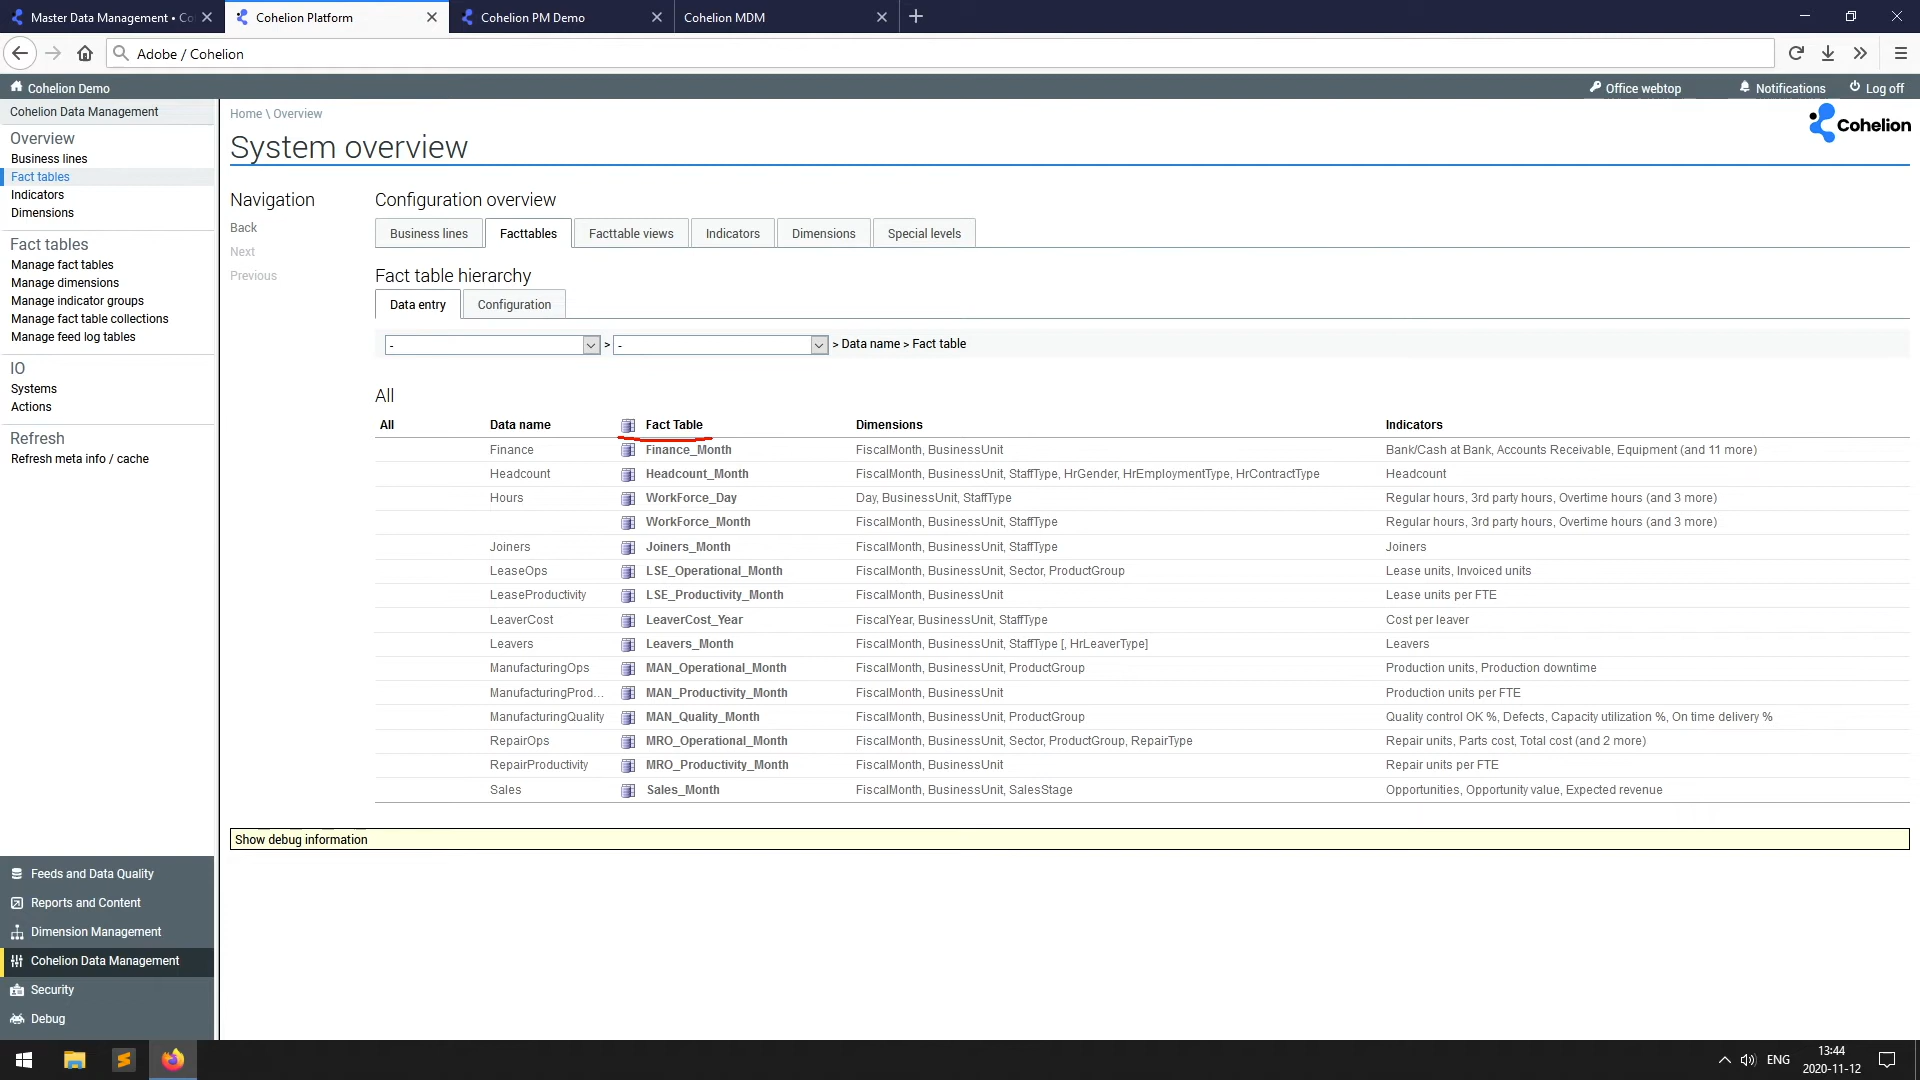 Master Data Management • Co
Cohelion Platform
Cohelion PM Demo
Cohelion MDM
Adobe / Cohelion
Cohelion Demo
Office webtop
Notifications
Log off
Cohelion Data Management
Overview
Business lines
Fact tables
Indicators
Dimensions
Fact tables
Manage fact tables
Manage dimensions
Manage indicator groups
Manage fact table collections
Manage feed log tables
IO
Systems
Actions
Refresh
Refresh meta info / cache
Feeds and Data Quality
Reports and Content
Dimension Management
Cohelion Data Management
Security
Debug
Home \ Overview
Cohelion
System overview
Navigation
Back
Next
Previous
Configuration overview
Business lines Facttables Facttable views Indicators Dimensions Special levels
Fact table hierarchy
Data entry Configuration
- > - > Data name > Fact table
All
All Data name Fact Table Dimensions Indicators
Finance Finance_Month FiscalMonth, BusinessUnit Bank/Cash at Bank, Accounts Receivable, Equipment (and 11 more)
Headcount Headcount_Month FiscalMonth, BusinessUnit, StaffType, HrGender, HrEmploymentType, HrContractType Headcount
Hours WorkForce_Day Day, BusinessUnit, StaffType Regular hours, 3rd party hours, Overtime hours (and 3 more)
WorkForce_Month FiscalMonth, BusinessUnit, StaffType Regular hours, 3rd party hours, Overtime hours (and 3 more)
Joiners Joiners_Month FiscalMonth, BusinessUnit, StaffType Joiners
LeaseOps LSE_Operational_Month FiscalMonth, BusinessUnit, Sector, ProductGroup Lease units, Invoiced units
LeaseProductivity LSE_Productivity_Month FiscalMonth, BusinessUnit Lease units per FTE
LeaverCost LeaverCost_Year FiscalYear, BusinessUnit, StaffType Cost per leaver
Leavers Leavers_Month FiscalMonth, BusinessUnit, StaffType [, HrLeaverType] Leavers
ManufacturingOps MAN_Operational_Month FiscalMonth, BusinessUnit, ProductGroup Production units, Production downtime
ManufacturingProd... MAN_Productivity_Month FiscalMonth, BusinessUnit Production units per FTE
ManufacturingQuality MAN_Quality_Month FiscalMonth, BusinessUnit, ProductGroup Quality control OK %, Defects, Capacity utilization %, On time delivery %
RepairOps MRO_Operational_Month FiscalMonth, BusinessUnit, Sector, ProductGroup, RepairType Repair units, Parts cost, Total cost (and 2 more)
RepairProductivity MRO_Productivity_Month FiscalMonth, BusinessUnit Repair units per FTE
Sales Sales_Month FiscalMonth, BusinessUnit, SalesStage Opportunities, Opportunity value, Expected revenue
Show debug information
ENG
13:44
2020-11-12